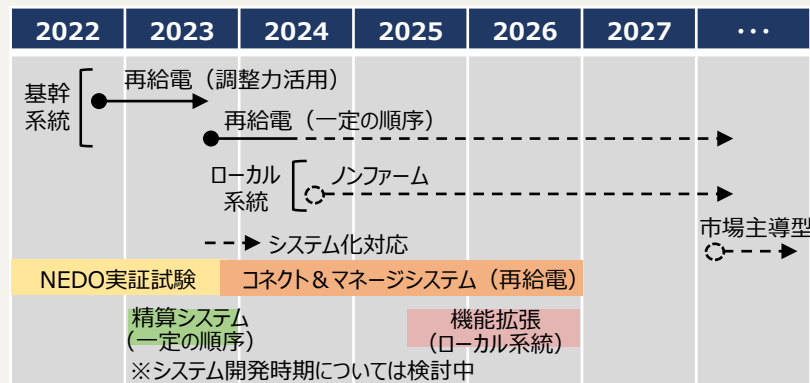 2022 2023 2024 2025 2026 2027 ・・・
基幹系統
再給電（調整力活用）
再給電（一定の順序）
ローカル系統
ノンファーム
市場主導型
システム化対応
NEDO実証試験
コネクト＆マネージシステム（再給電）
精算システム
(一定の順序)
機能拡張
(ローカル系統)
※システム開発時期については検討中